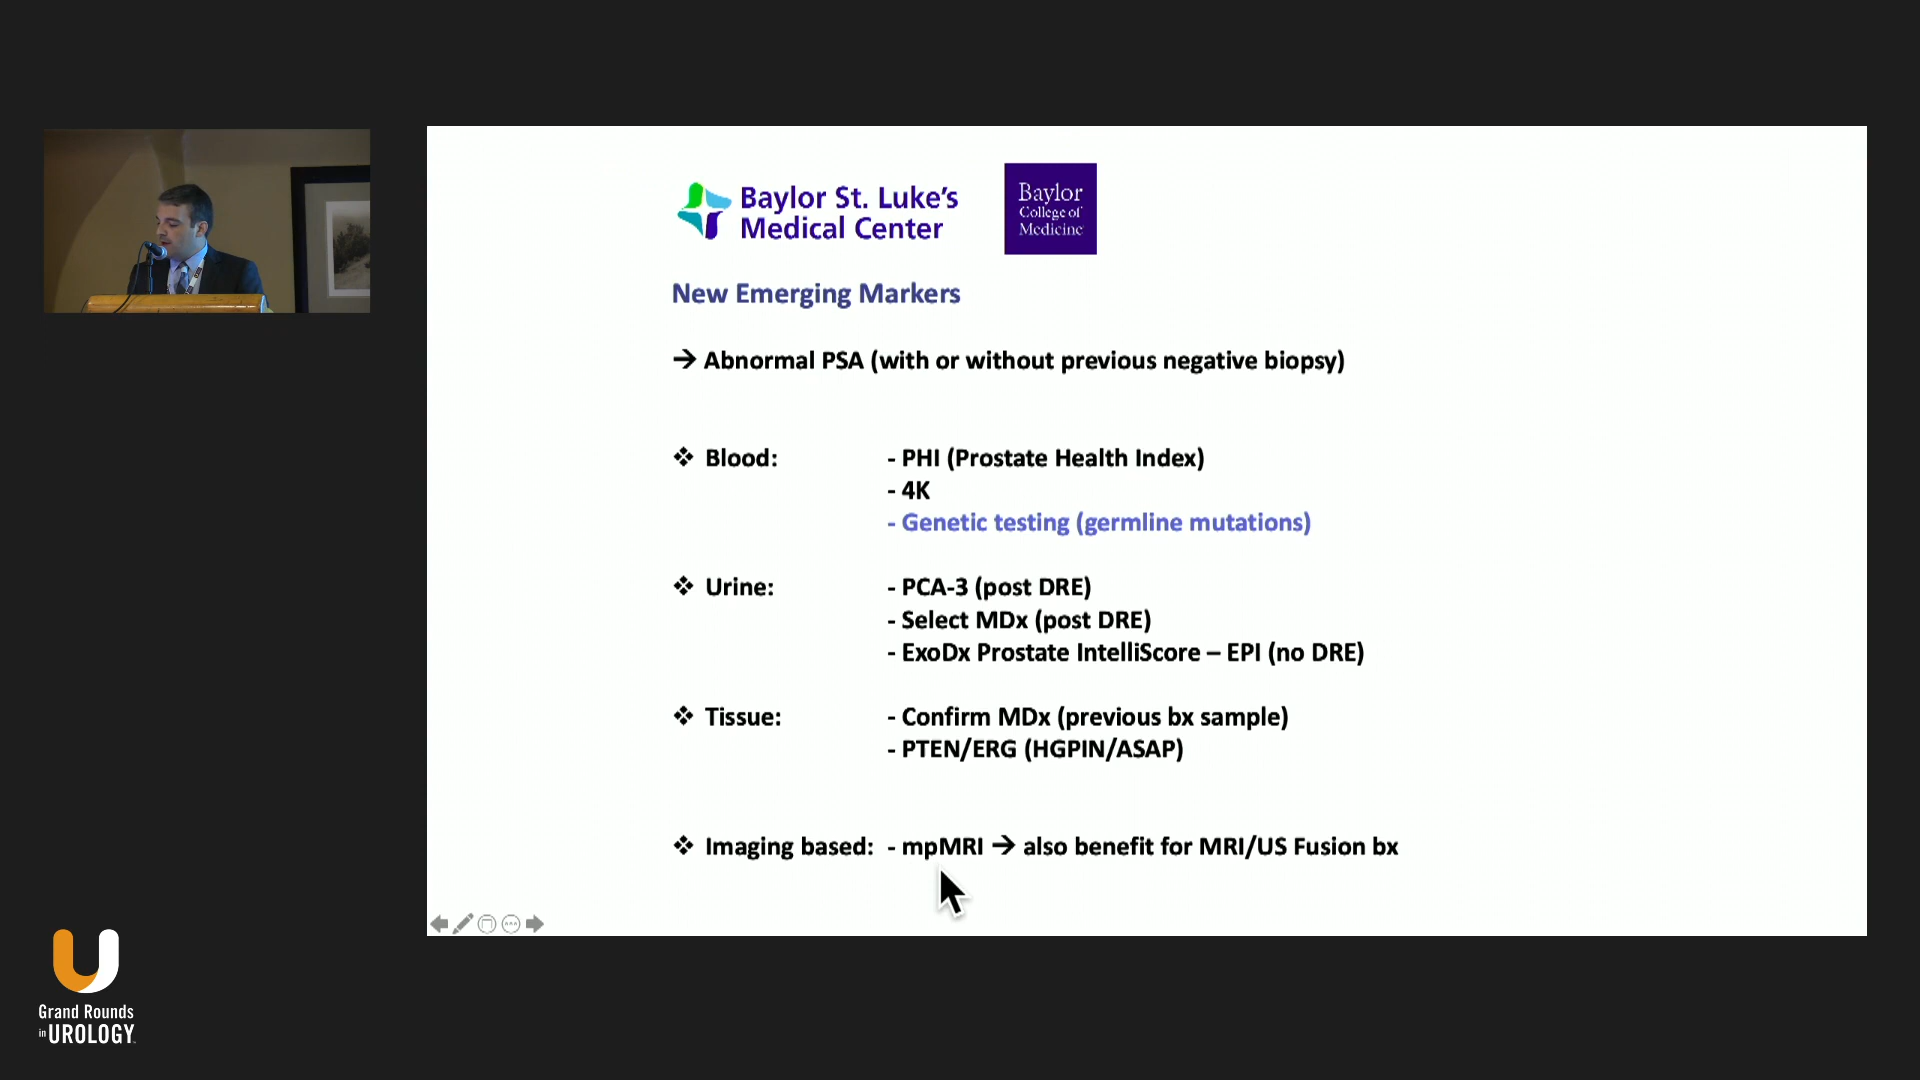 Baylor St. Luke's
Medical Center
Baylor
College of
Medicine
New Emerging Markers
→ Abnormal PSA (with or without previous negative biopsy)
❖ Blood: - PHI (Prostate Health Index)
- 4K
- Genetic testing (germline mutations)
❖ Urine: - PCA-3 (post DRE)
- Select MDx (post DRE)
- ExoDx Prostate IntelliScore – EPI (no DRE)
❖ Tissue: - Confirm MDx (previous bx sample)
- PTEN/ERG (HGPIN/ASAP)
❖ Imaging based: - mpMRI → also benefit for MRI/US Fusion bx
Grand Rounds
in UROLOGY